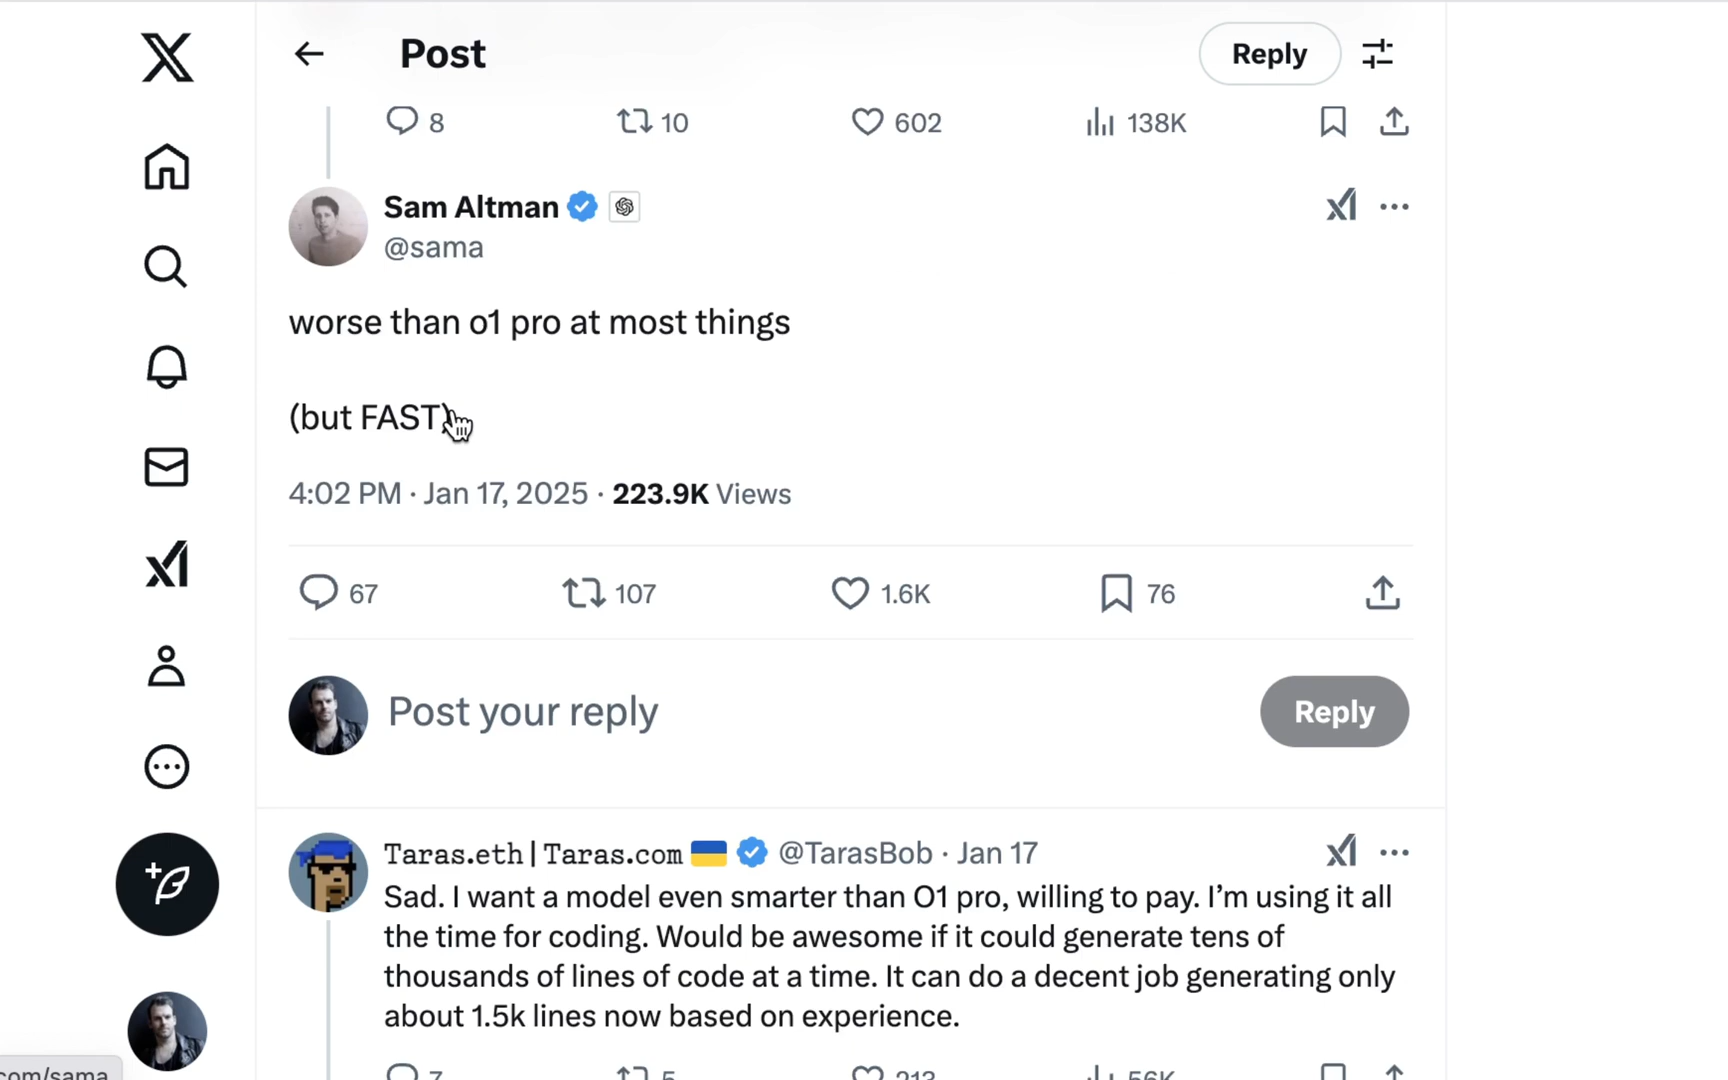 Post
Reply
8 10 602 138K
Sam Altman
@sama
worse than o1 pro at most things
(but FAST)
4:02 PM · Jan 17, 2025 · 223.9K Views
67 107 1.6K 76
Post your reply
Reply
Taras.eth | Taras.com @TarasBob · Jan 17
Sad. I want a model even smarter than O1 pro, willing to pay. I’m using it all
the time for coding. Would be awesome if it could generate tens of
thousands of lines of code at a time. It can do a decent job generating only
about 1.5k lines now based on experience.
7 5 213 56K
com/sama